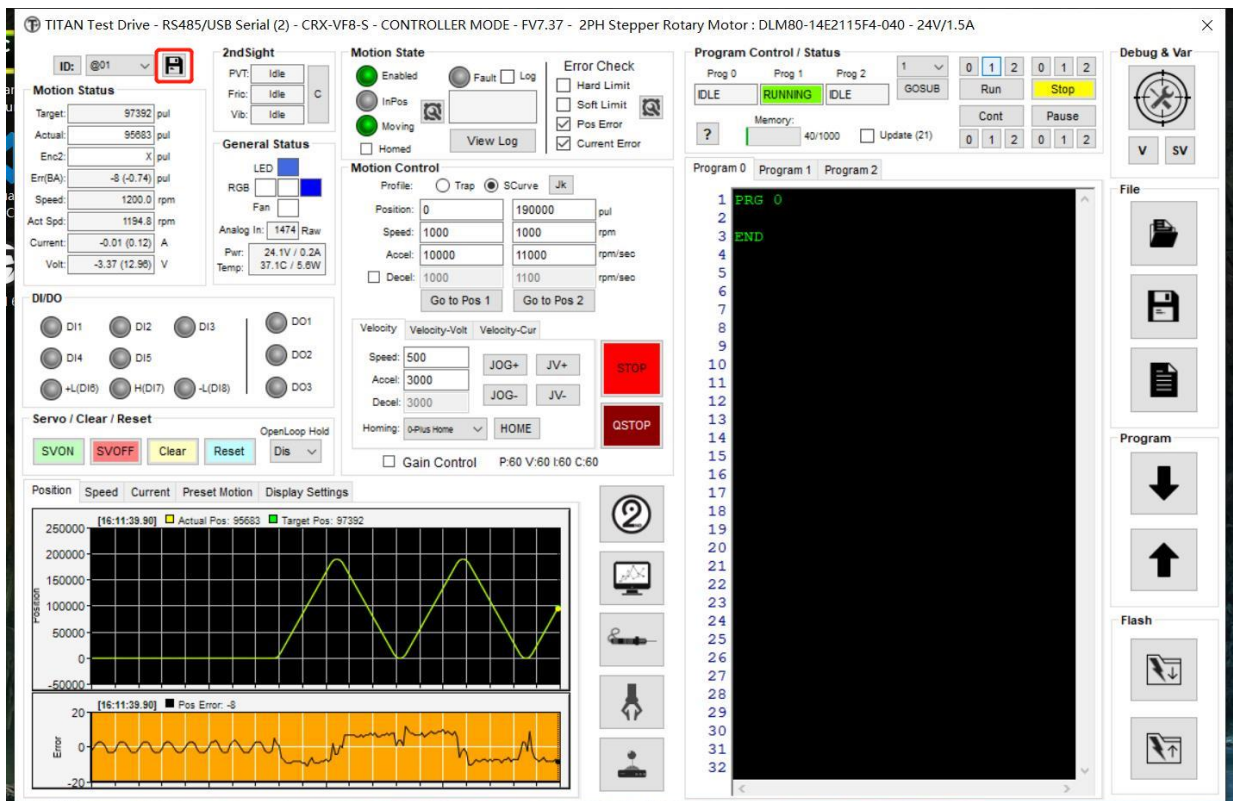 TITAN Test Drive - RS485/USB Serial (2) - CRX-VF8-S - CONTROLLER MODE - FV7.37 - 2PH Stepper Rotary Motor : DLM80-14E2115F4-040 - 24V/1.5A
ID: @01
Motion Status
Target: 97392 pul
Actual: 95683 pul
Enc2: X pul
Err(BA): -8 (-0.74) pul
Speed: 1200.0 rpm
Act Spd: 1194.8 rpm
Current: -0.01 (0.12) A
Volt: -3.37 (12.96) V
2ndSight
PVT: Idle
Fric: Idle C
Vib: Idle
General Status
LED
RGB
Fan
Analog In: 1474 Raw
Pwr: 24.1V / 0.2A
Temp: 37.1C / 5.6W
Motion State
Enabled Fault Log
InPos
Moving
Homed View Log
Error Check
Hard Limit
Soft Limit
Pos Error
Current Error
DI/DO
DI1 DI2 DI3 DO1
DI4 DI5 DO2
+L(DI6) H(DI7) -L(DI8) DO3
Servo / Clear / Reset
OpenLoop Hold
SVON SVOFF Clear Reset Dis
Motion Control
Profile: Trap SCurve Jk
Position: 0 190000 pul
Speed: 1000 1000 rpm
Accel: 10000 11000 rpm/sec
Decel: 1000 1100 rpm/sec
Go to Pos 1 Go to Pos 2
Velocity Velocity-Volt Velocity-Cur
Speed: 500 JOG+ JV+
Accel: 3000
Decel: 3000 JOG- JV-
Homing: 0-Plus Home HOME
STOP
QSTOP
Gain Control P:60 V:60 I:60 C:60
Position Speed Current Preset Motion Display Settings
[16:11:39.90] Actual Pos: 95683 Target Pos: 97392
250000
200000
150000
100000
50000
0
-50000
Position
[16:11:39.90] Pos Error: -8
20
0
-20
Error
Program Control / Status
Prog 0 Prog 1 Prog 2 1 0 1 2 0 1 2
IDLE RUNNING IDLE GOSUB Run Stop
Memory: Cont Pause
? 40/1000 Update (21) 0 1 2 0 1 2
Program 0 Program 1 Program 2
1 PRG 0
2
3 END
4
5
6
7
8
9
10
11
12
13
14
15
16
17
18
19
20
21
22
23
24
25
26
27
28
29
30
31
32
Debug & Var
V SV
File
Program
Flash